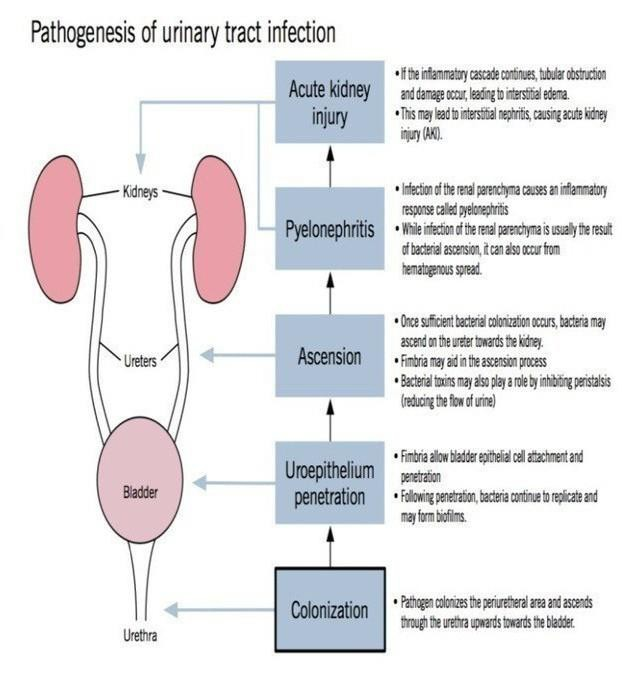 Pathogenesis of urinary tract infection
Acute kidney
injury
• If the inflammatory cascade continues, tubular obstruction
and damage occur, leading to interstitial edema.
• This may lead to interstitial nephritis, causing acute kidney
injury (AKI).
Kidneys
Pyelonephritis
• Infection of the renal parenchyma causes an inflammatory
response called pyelonephritis
• While infection of the renal parenchyma is usually the result
of bacterial ascension, it can also occur from
hematogenous spread.
Ureters
Ascension
• Once sufficient bacterial colonization occurs, bacteria may
ascend on the ureter towards the kidney.
• Fimbria may aid in the ascension process
• Bacterial toxins may also play a role by inhibiting peristalsis
(reducing the flow of urine)
Bladder
Uroepithelium
penetration
• Fimbria allow bladder epithelial cell attachment and
penetration
• Following penetration, bacteria continue to replicate and
may form biofilms.
Urethra
Colonization
• Pathogen colonizes the periurethral area and ascends
through the urethra upwards towards the bladder.